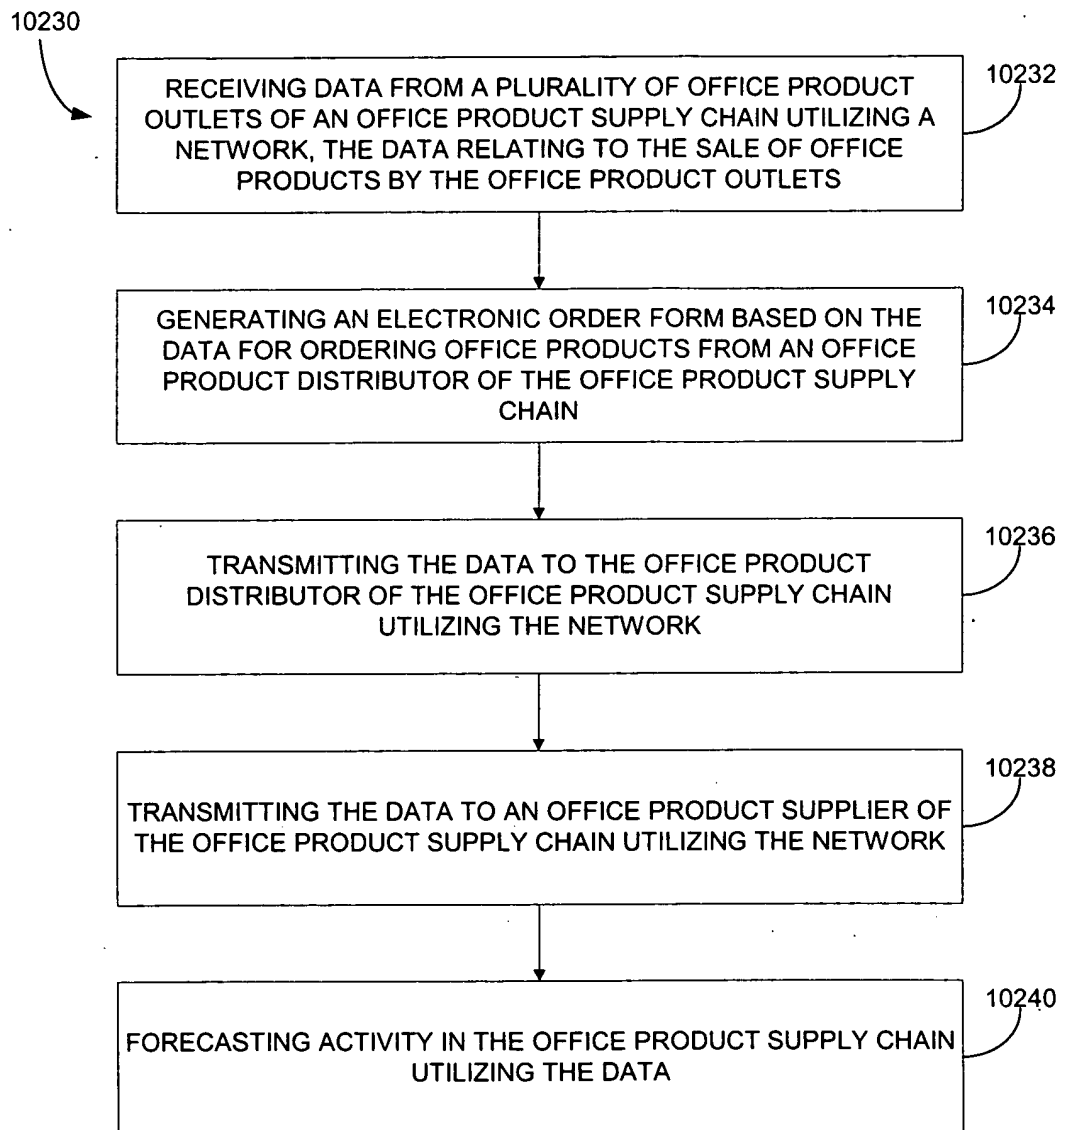 10230
10232
RECEIVING DATA FROM A PLURALITY OF OFFICE PRODUCT
OUTLETS OF AN OFFICE PRODUCT SUPPLY CHAIN UTILIZING A
NETWORK, THE DATA RELATING TO THE SALE OF OFFICE
PRODUCTS BY THE OFFICE PRODUCT OUTLETS
10234
GENERATING AN ELECTRONIC ORDER FORM BASED ON THE
DATA FOR ORDERING OFFICE PRODUCTS FROM AN OFFICE
PRODUCT DISTRIBUTOR OF THE OFFICE PRODUCT SUPPLY
CHAIN
10236
TRANSMITTING THE DATA TO THE OFFICE PRODUCT
DISTRIBUTOR OF THE OFFICE PRODUCT SUPPLY CHAIN
UTILIZING THE NETWORK
10238
TRANSMITTING THE DATA TO AN OFFICE PRODUCT SUPPLIER OF
THE OFFICE PRODUCT SUPPLY CHAIN UTILIZING THE NETWORK
10240
FORECASTING ACTIVITY IN THE OFFICE PRODUCT SUPPLY CHAIN
UTILIZING THE DATA